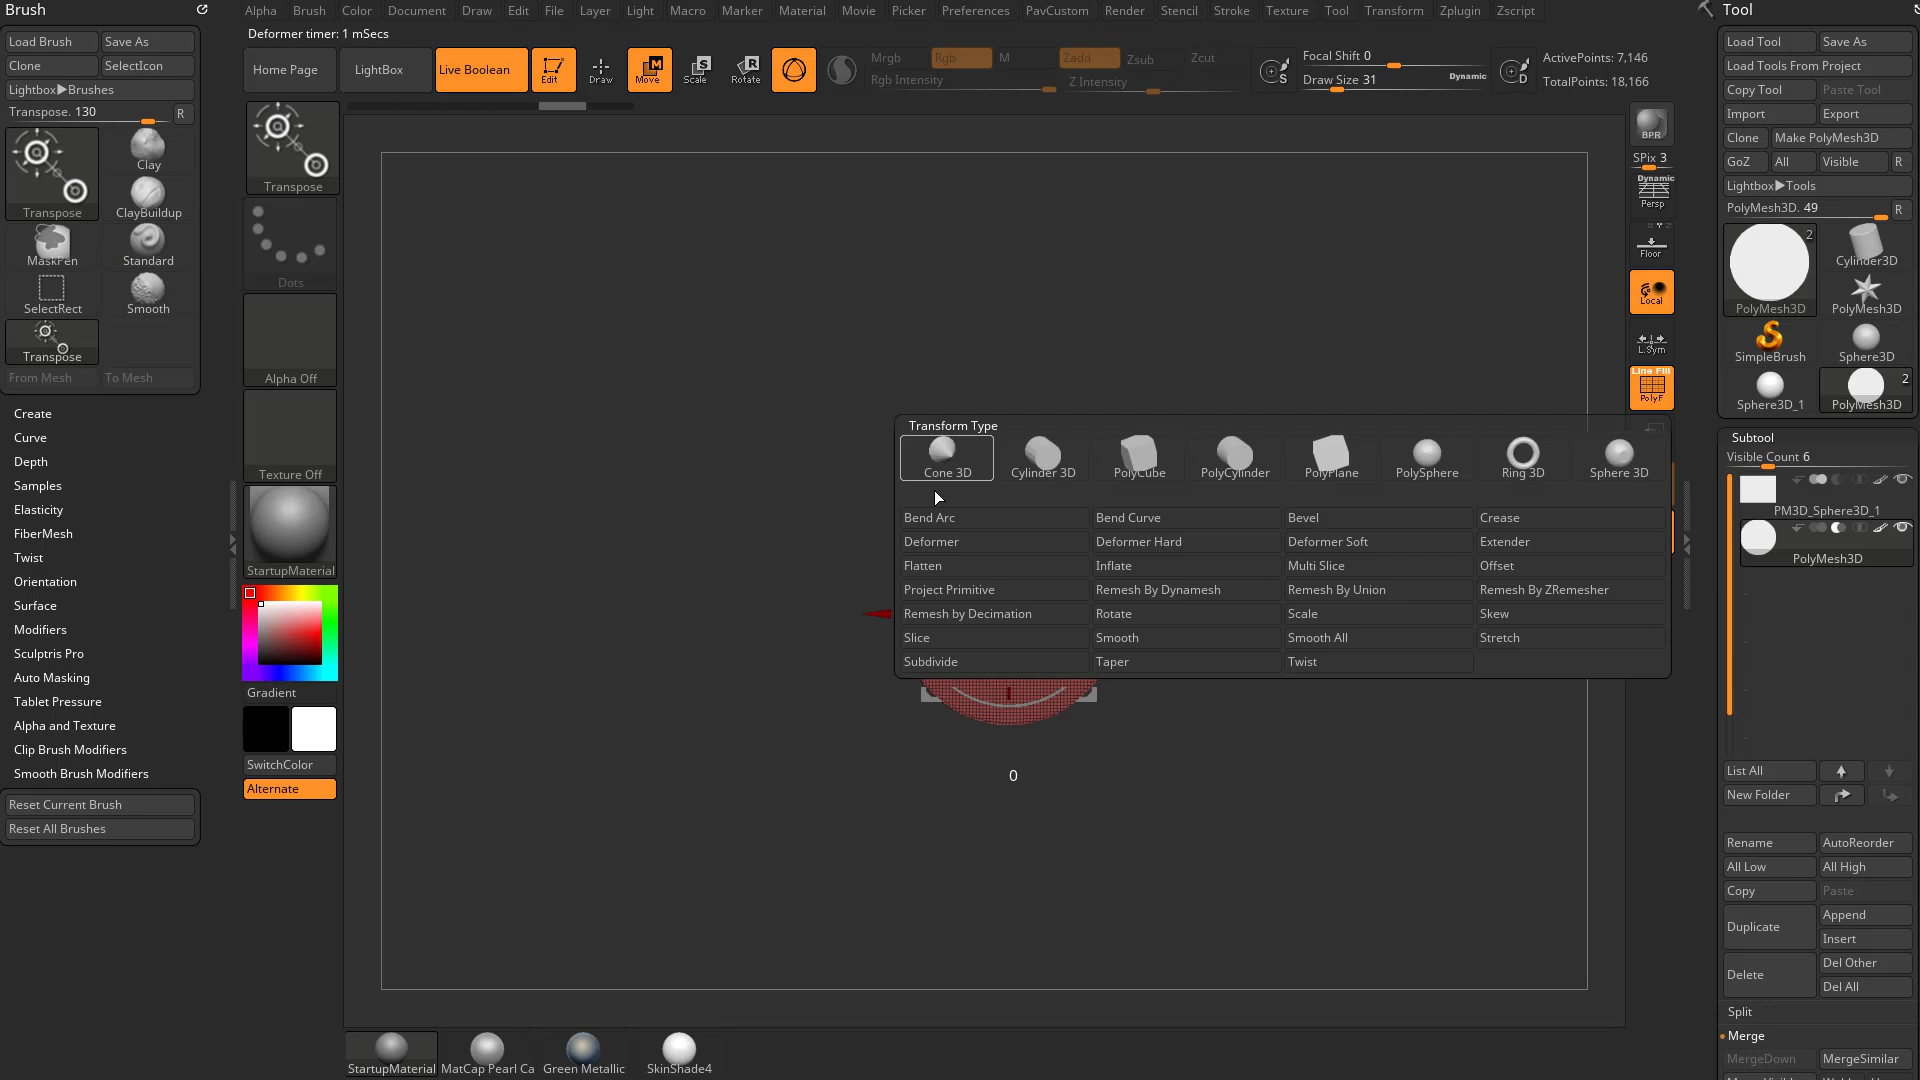 Brush
Alpha Brush Color Document Draw Edit File Layer Light Macro Marker Material Movie Picker Preferences PavCustom Render Stencil Stroke Texture Tool Transform Zplugin Zscript
Tool
Deformer timer: 1 mSecs
Load Brush Save As
Clone SelectIcon
Lightbox▶Brushes
Transpose. 130 R
Transpose
Clay
ClayBuildup
MaskPen Standard
SelectRect Smooth
Transpose
From Mesh To Mesh
Create
Curve
Depth
Samples
Elasticity
FiberMesh
Twist
Orientation
Surface
Modifiers
Sculptris Pro
Auto Masking
Tablet Pressure
Alpha and Texture
Clip Brush Modifiers
Smooth Brush Modifiers
Reset Current Brush
Reset All Brushes
Home Page LightBox Live Boolean Edit Draw Move Scale Rotate
Mrgb Rgb M Zadd Zsub Zcut
Rgb Intensity Z Intensity
Focal Shift 0
Draw Size 31 Dynamic
ActivePoints: 7,146
TotalPoints: 18,166
Transpose
Dots
Alpha Off
Texture Off
StartupMaterial
Gradient
SwitchColor
Alternate
Transform Type
Cone 3D Cylinder 3D PolyCube PolyCylinder PolyPlane PolySphere Ring 3D Sphere 3D
Bend Arc Bend Curve Bevel Crease
Deformer Deformer Hard Deformer Soft Extender
Flatten Inflate Multi Slice Offset
Project Primitive Remesh By Dynamesh Remesh By Union Remesh By ZRemesher
Remesh by Decimation Rotate Scale Skew
Slice Smooth Smooth All Stretch
Subdivide Taper Twist
0
StartupMaterial MatCap Pearl Ca Green Metallic SkinShade4
BPR
SPix 3
Dynamic
Persp
Floor
Local
L.Sym
Line Fill
PolyF
Load Tool Save As
Load Tools From Project
Copy Tool Paste Tool
Import Export
Clone Make PolyMesh3D
GoZ All Visible R
Lightbox▶Tools
PolyMesh3D. 49 R
2
PolyMesh3D
Cylinder3D
PolyMesh3D
SimpleBrush Sphere3D
2
Sphere3D_1 PolyMesh3D
Subtool
Visible Count 6
PM3D_Sphere3D_1
PolyMesh3D
List All
New Folder
Rename AutoReorder
All Low All High
Copy Paste
Duplicate Append
Insert
Delete Del Other
Del All
Split
Merge
MergeDown MergeSimilar